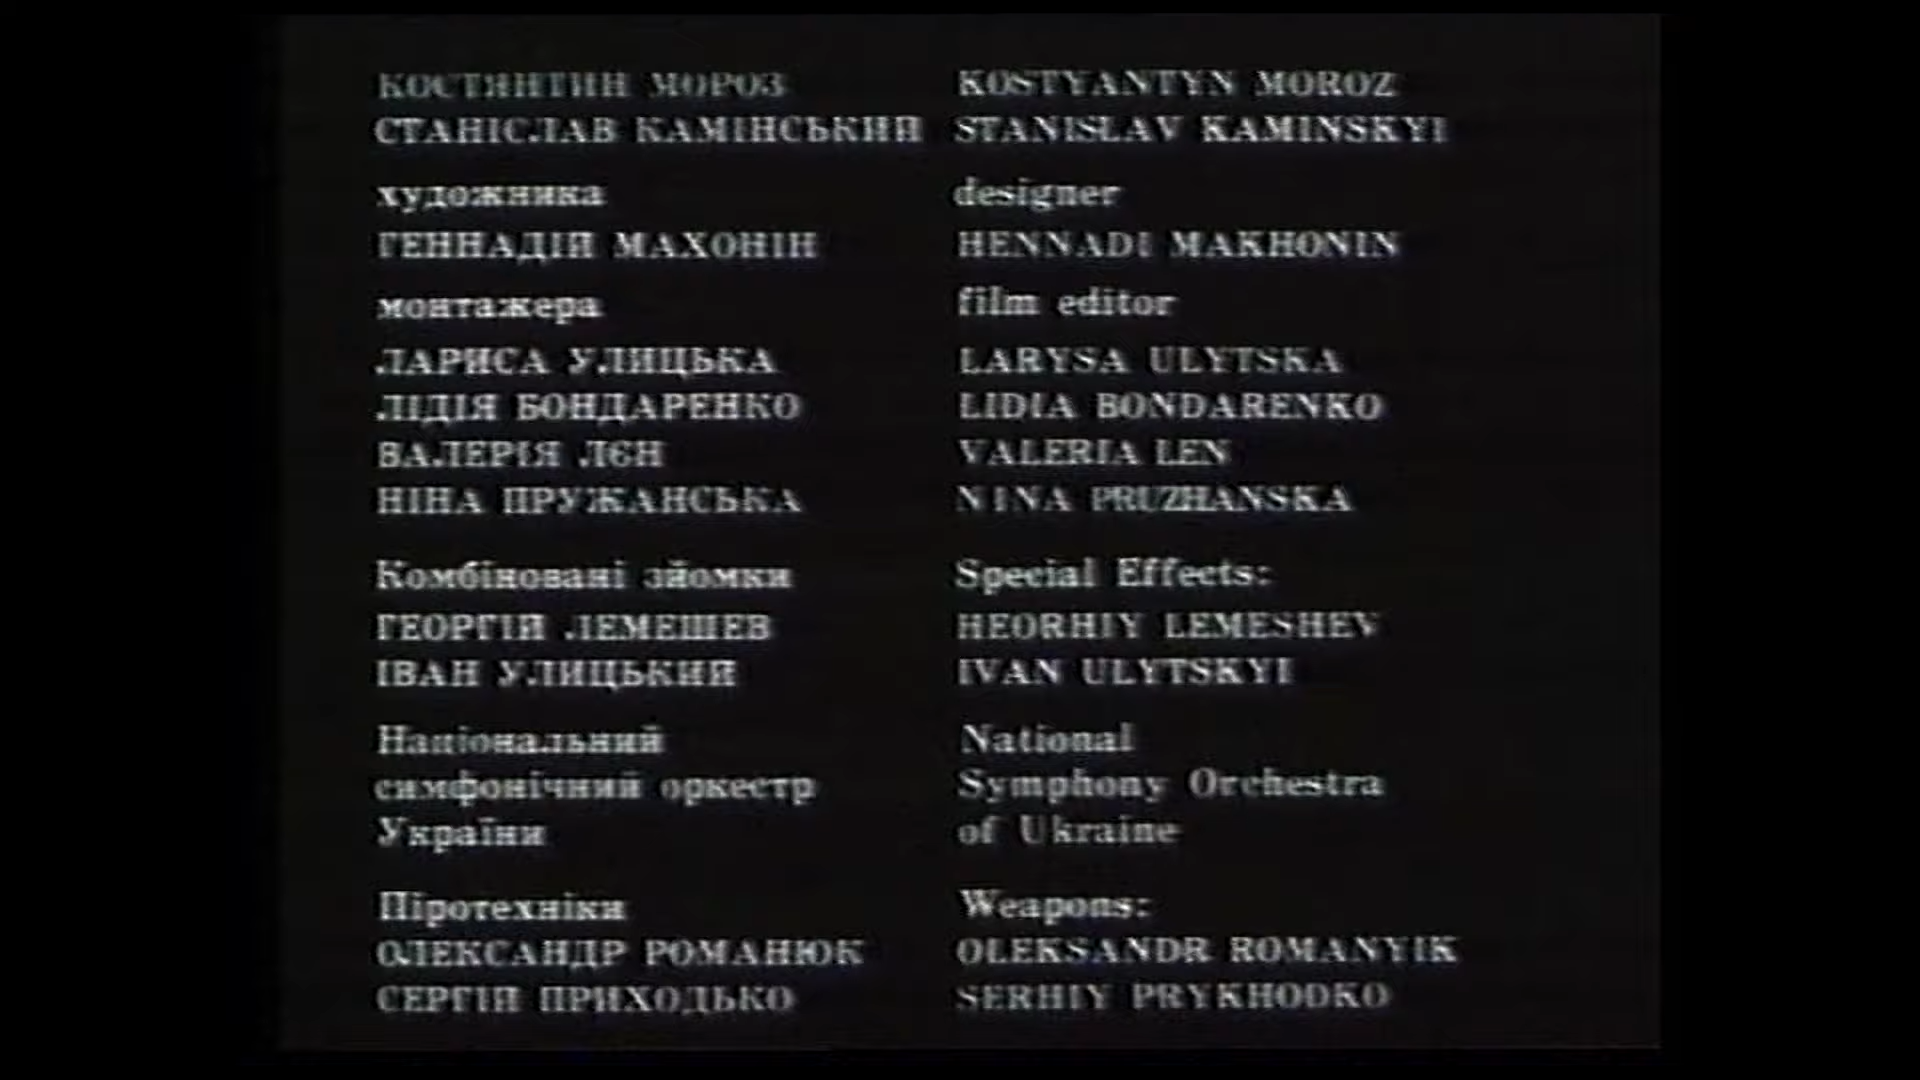 КОСТЯНТИН МОРОЗ KOSTYANTYN MOROZ
СТАНІСЛАВ КАМІНСЬКИЙ STANISLAV KAMINSKYI
художника designer
ГЕННАДІЙ МАХОНІН HENNADI MAKHONIN
монтажера film editor
ЛАРИСА УЛИЦЬКА LARYSA ULYTSKA
ЛІДІЯ БОНДАРЕНКО LIDIA BONDARENKO
ВАЛЕРІЯ ЛЄН VALERIA LEN
НІНА ПРУЖАНСЬКА NINA PRUZHANSKA
Комбіновані зйомки Special Effects:
ГЕОРГІЙ ЛЕМЕШЕВ HEORHIY LEMESHEV
ІВАН УЛИЦЬКИЙ IVAN ULYTSKYI
Національний National
симфонічний оркестр Symphony Orchestra
України of Ukraine
Піротехніки Weapons:
ОЛЕКСАНДР РОМАНЮК OLEKSANDR ROMANYIK
СЕРГІЙ ПРИХОДЬКО SERHIY PRYKHODKO